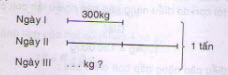 300kg
Ngày I
Ngày II
1 tấn
Ngày III ... kg ?